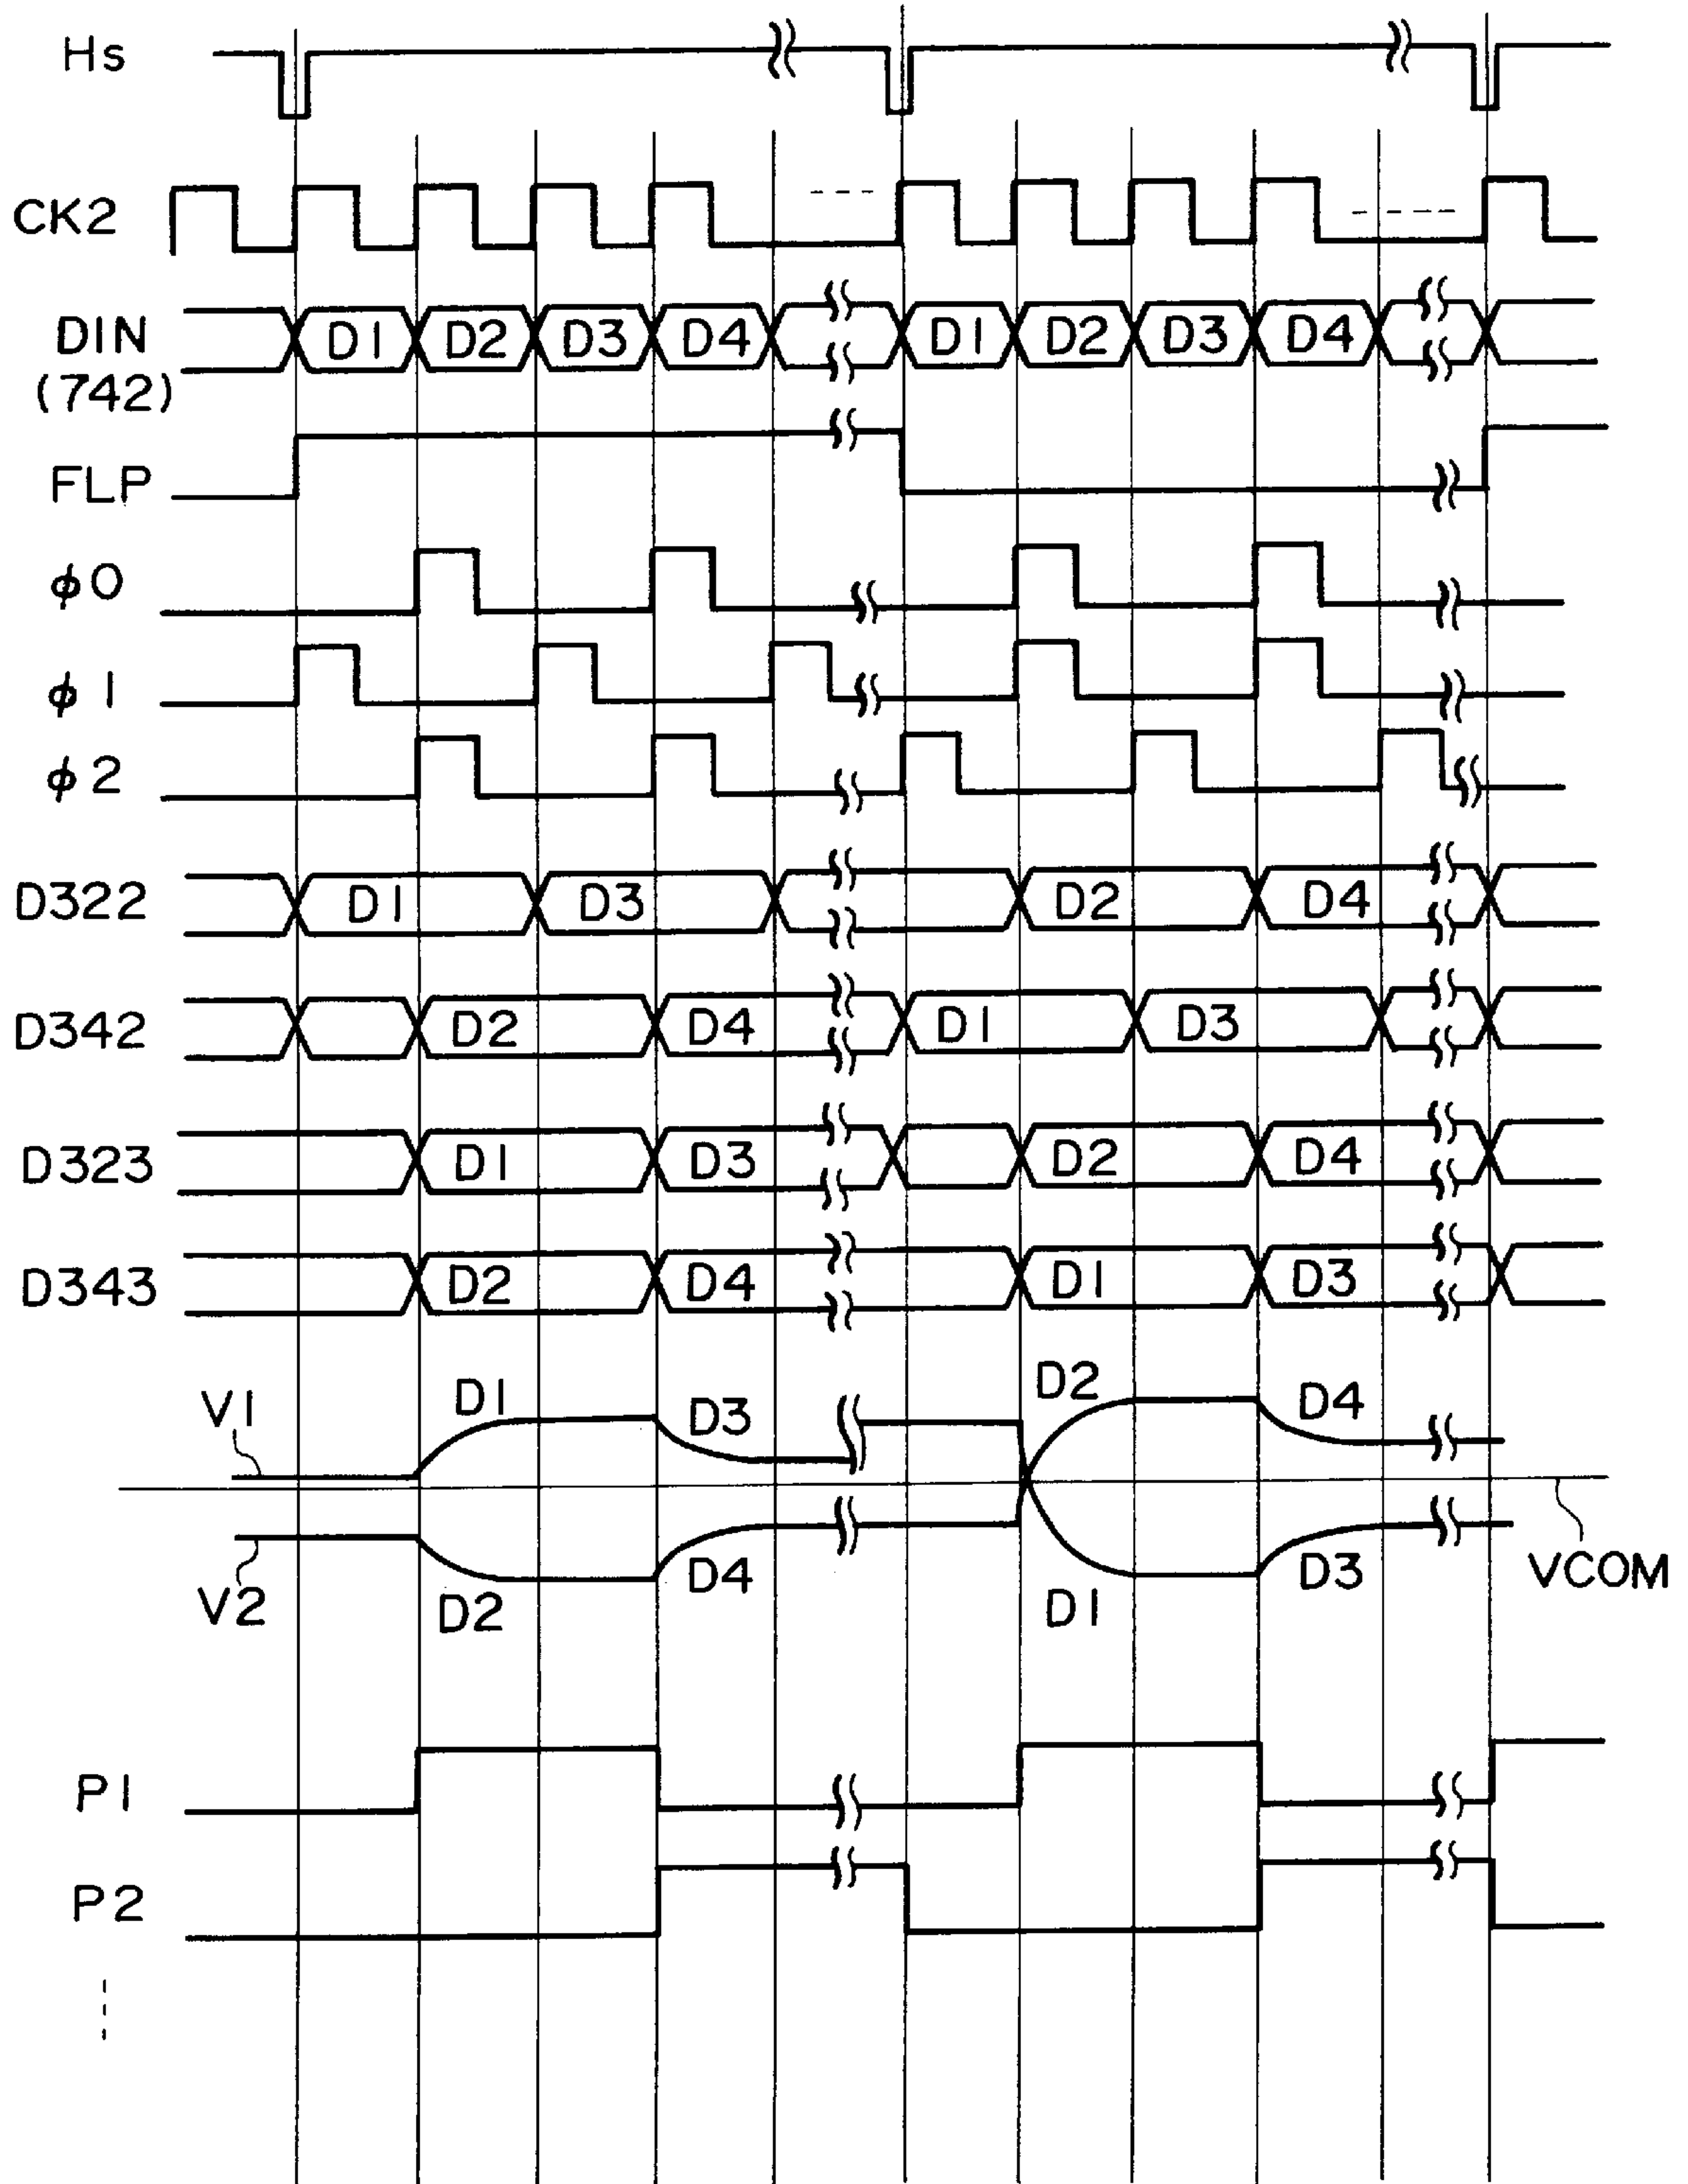 Hs
CK2
DIN D1 D2 D3 D4 D1 D2 D3 D4
(742)
FLP
ϕ0
ϕ1
ϕ2
D322 D1 D3 D2 D4
D342 D2 D4 D1 D3
D323 D1 D3 D2 D4
D343 D2 D4 D1 D3
V1 D1 D3 D2 D4
V2 D2 D4 D1 D3 VCOM
P1
P2